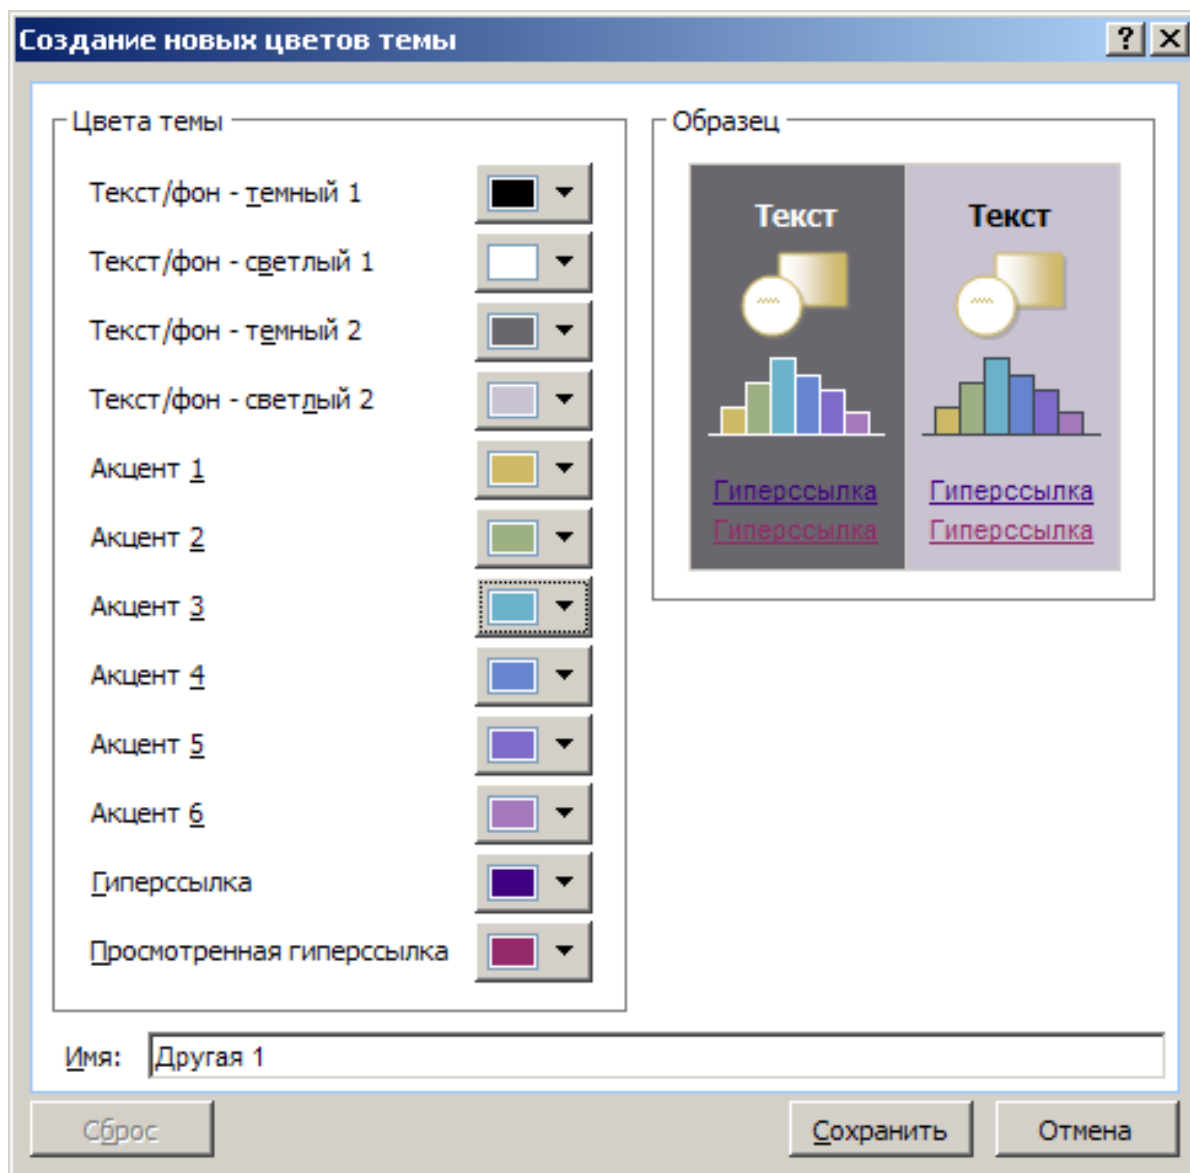 Создание новых цветов темы
Цвета темы
Текст/фон - темный 1
Текст/фон - светлый 1
Текст/фон - темный 2
Текст/фон - светлый 2
Акцент 1
Акцент 2
Акцент 3
Акцент 4
Акцент 5
Акцент 6
Гиперссылка
Просмотренная гиперссылка
Образец
Текст Текст
Гиперссылка Гиперссылка
Гиперссылка Гиперссылка
Имя: Другая 1
Сброс Сохранить Отмена